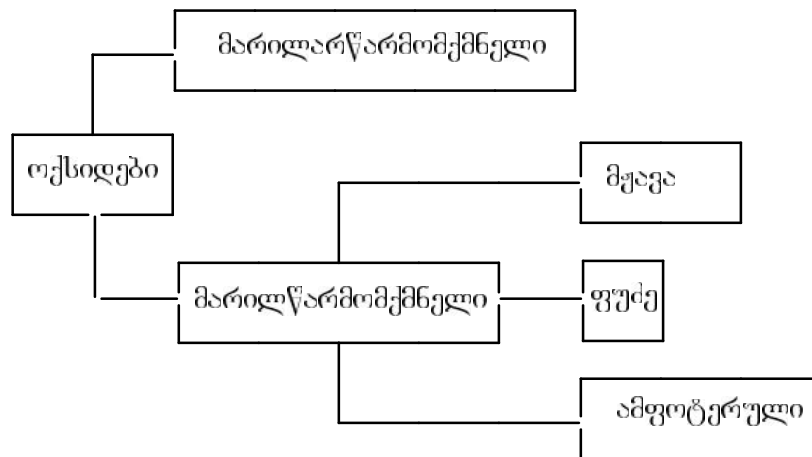 მარილარწარმომქმნელი
ოქსიდები
მჟავა
მარილწარმომქმნელი
ფუძე
ამფოტერული